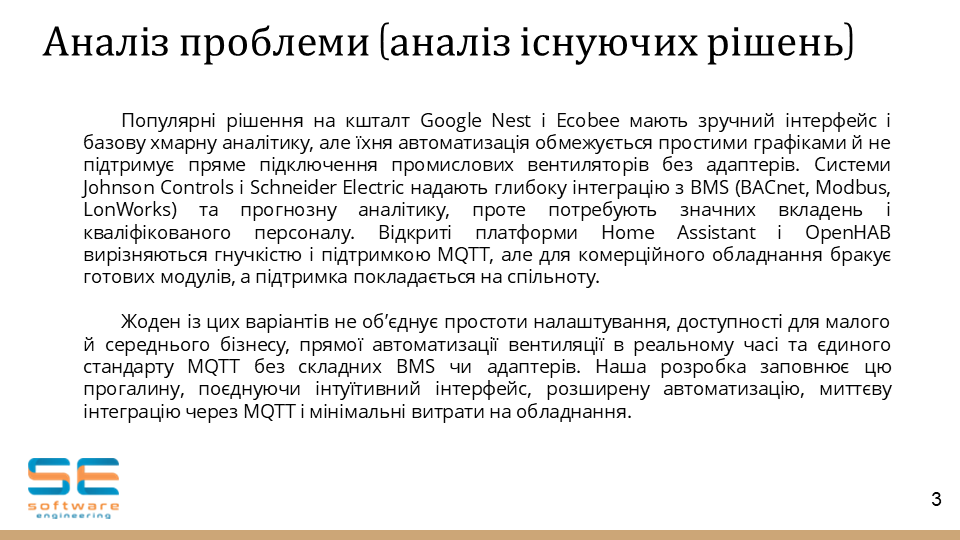 Аналіз проблеми (аналіз існуючих рішень)
Популярні рішення на кшталт Google Nest і Ecobee мають зручний інтерфейс і
базову хмарну аналітику, але їхня автоматизація обмежується простими графіками й не
підтримує пряме підключення промислових вентиляторів без адаптерів. Системи
Johnson Controls і Schneider Electric надають глибоку інтеграцію з BMS (BACnet, Modbus,
LonWorks) та прогнозну аналітику, проте потребують значних вкладень і
кваліфікованого персоналу. Відкриті платформи Home Assistant і OpenHAB
вирізняються гнучкістю і підтримкою MQTT, але для комерційного обладнання бракує
готових модулів, а підтримка покладається на спільноту.
Жоден із цих варіантів не об’єднує простоти налаштування, доступності для малого
й середнього бізнесу, прямої автоматизації вентиляції в реальному часі та єдиного
стандарту MQTT без складних BMS чи адаптерів. Наша розробка заповнює цю
прогалину, поєднуючи інтуїтивний інтерфейс, розширену автоматизацію, миттєву
інтеграцію через MQTT і мінімальні витрати на обладнання.
SE
software
engineering
3